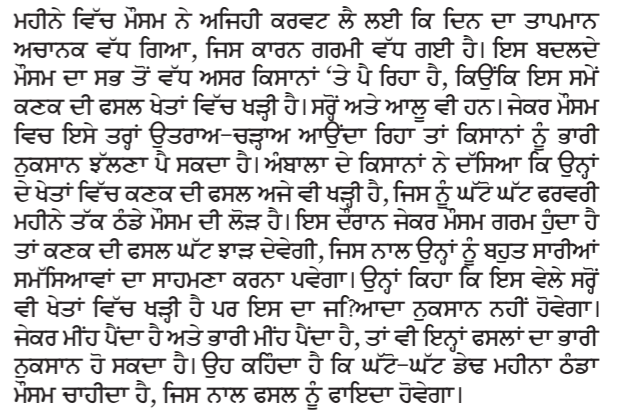 ਮਹੀਨੇ ਵਿੱਚ ਮੌਸਮ ਨੇ ਅਜਿਹੀ ਕਰਵਟ ਲੈ ਲਈ ਕਿ ਦਿਨ ਦਾ ਤਾਪਮਾਨ
ਅਚਾਨਕ ਵੱਧ ਗਿਆ, ਜਿਸ ਕਾਰਨ ਗਰਮੀ ਵੱਧ ਗਈ ਹੈ। ਇਸ ਬਦਲਦੇ
ਮੌਸਮ ਦਾ ਸਭ ਤੋਂ ਵੱਧ ਅਸਰ ਕਿਸਾਨਾਂ ‘ਤੇ ਪੈ ਰਿਹਾ ਹੈ, ਕਿਉਂਕਿ ਇਸ ਸਮੇਂ
ਕਣਕ ਦੀ ਫਸਲ ਖੇਤਾਂ ਵਿੱਚ ਖੜ੍ਹੀ ਹੈ। ਸਰ੍ਹੋਂ ਅਤੇ ਆਲੂ ਵੀ ਹਨ। ਜੇਕਰ ਮੌਸਮ
ਵਿਚ ਇਸੇ ਤਰ੍ਹਾਂ ਉਤਰਾਅ-ਚੜ੍ਹਾਅ ਆਉਂਦਾ ਰਿਹਾ ਤਾਂ ਕਿਸਾਨਾਂ ਨੂੰ ਭਾਰੀ
ਨੁਕਸਾਨ ਝੱਲਣਾ ਪੈ ਸਕਦਾ ਹੈ। ਅੰਬਾਲਾ ਦੇ ਕਿਸਾਨਾਂ ਨੇ ਦੱਸਿਆ ਕਿ ਉਨ੍ਹਾਂ
ਦੇ ਖੇਤਾਂ ਵਿੱਚ ਕਣਕ ਦੀ ਫਸਲ ਅਜੇ ਵੀ ਖੜ੍ਹੀ ਹੈ, ਜਿਸ ਨੂੰ ਘੱਟੋ ਘੱਟ ਫਰਵਰੀ
ਮਹੀਨੇ ਤੱਕ ਠੰਡੇ ਮੌਸਮ ਦੀ ਲੋੜ ਹੈ। ਇਸ ਦੌਰਾਨ ਜੇਕਰ ਮੌਸਮ ਗਰਮ ਹੁੰਦਾ ਹੈ
ਤਾਂ ਕਣਕ ਦੀ ਫਸਲ ਘੱਟ ਝਾੜ ਦੇਵੇਗੀ, ਜਿਸ ਨਾਲ ਉਨ੍ਹਾਂ ਨੂੰ ਬਹੁਤ ਸਾਰੀਆਂ
ਸਮੱਸਿਆਵਾਂ ਦਾ ਸਾਹਮਣਾ ਕਰਨਾ ਪਵੇਗਾ। ਉਨ੍ਹਾਂ ਕਿਹਾ ਕਿ ਇਸ ਵੇਲੇ ਸਰ੍ਹੋਂ
ਵੀ ਖੇਤਾਂ ਵਿੱਚ ਖੜ੍ਹੀ ਹੈ ਪਰ ਇਸ ਦਾ ਜ਼ਿ?ਆਦਾ ਨੁਕਸਾਨ ਨਹੀਂ ਹੋਵੇਗਾ।
ਜੇਕਰ ਮੀਂਹ ਪੈਂਦਾ ਹੈ ਅਤੇ ਭਾਰੀ ਮੀਂਹ ਪੈਂਦਾ ਹੈ, ਤਾਂ ਵੀ ਇਨ੍ਹਾਂ ਫਸਲਾਂ ਦਾ ਭਾਰੀ
ਨੁਕਸਾਨ ਹੋ ਸਕਦਾ ਹੈ। ਉਹ ਕਹਿੰਦਾ ਹੈ ਕਿ ਘੱਟੋ-ਘੱਟ ਡੇਢ ਮਹੀਨਾ ਠੰਡਾ
ਮੌਸਮ ਚਾਹੀਦਾ ਹੈ, ਜਿਸ ਨਾਲ ਫਸਲ ਨੂੰ ਫਾਇਦਾ ਹੋਵੇਗਾ।